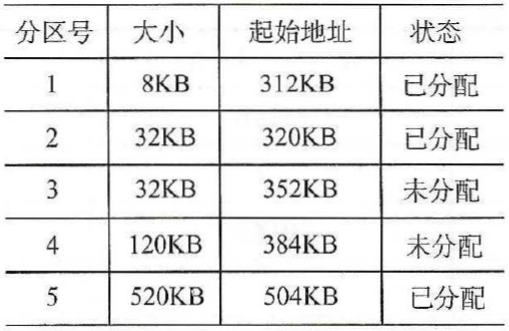 分区号 大小 起始地址 状态
1 8KB 312KB 已分配
2 32KB 320KB 已分配
3 32KB 352KB 未分配
4 120KB 384KB 未分配
5 520KB 504KB 已分配